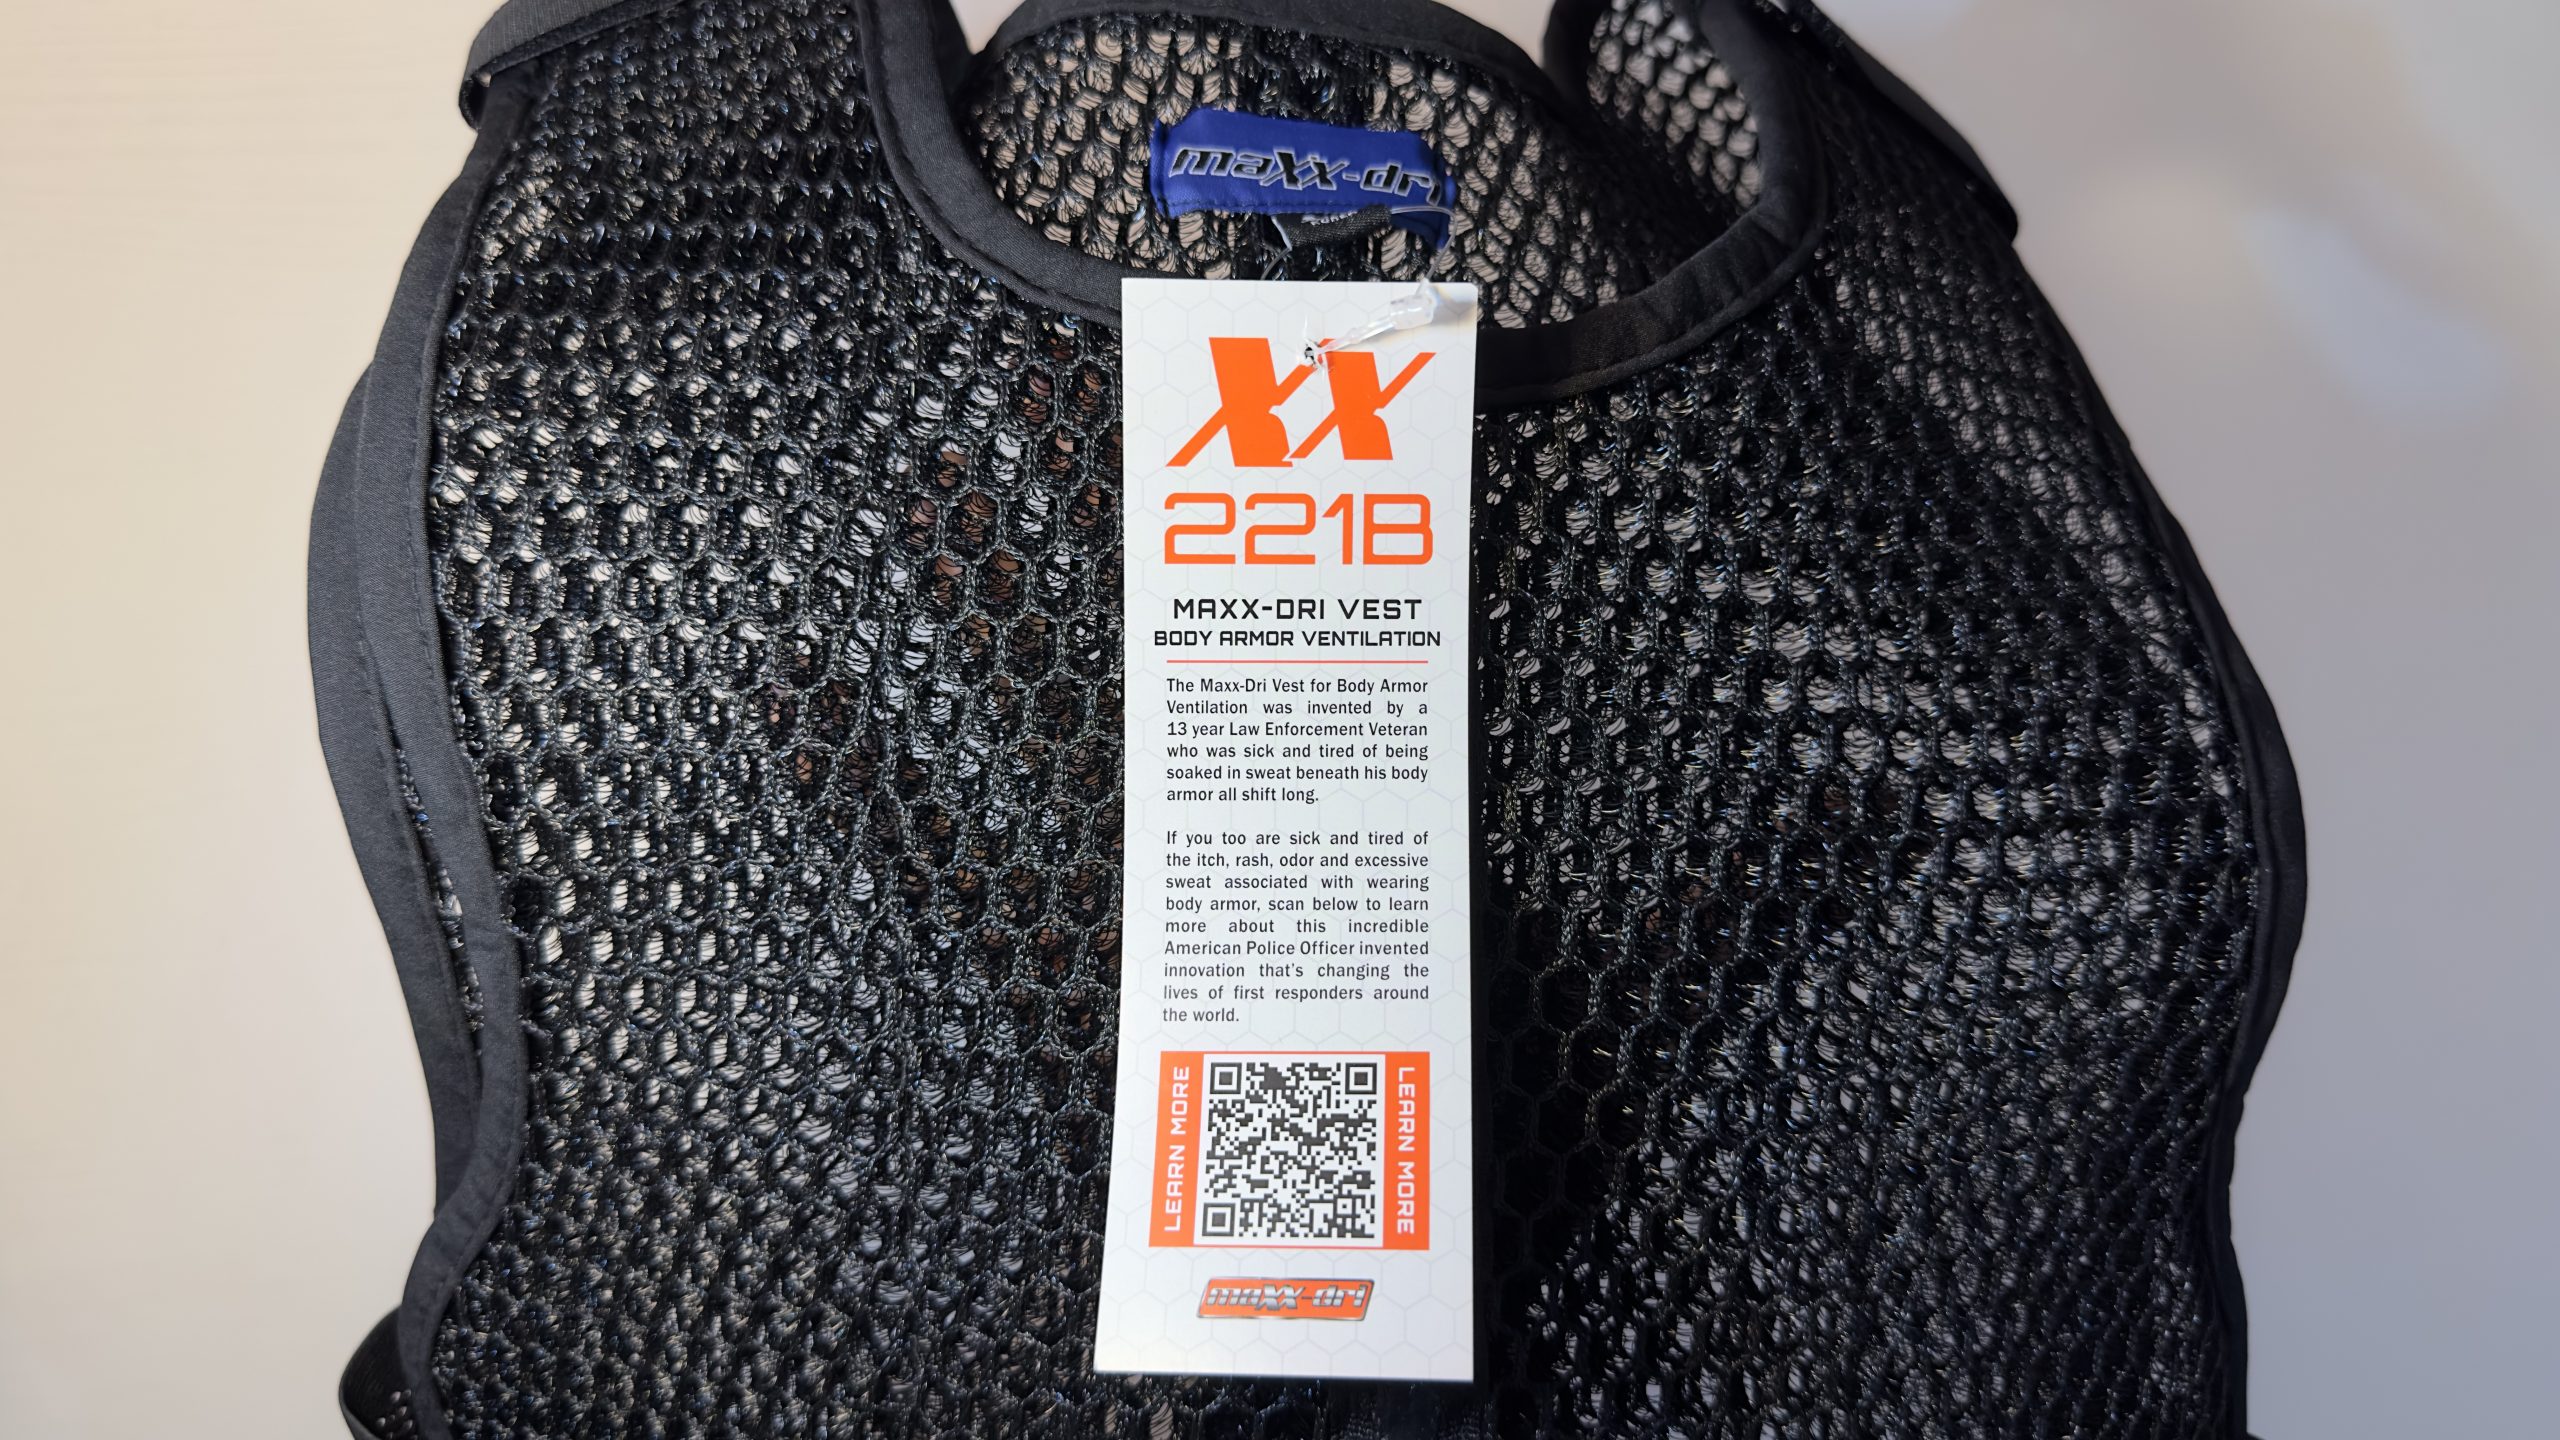 maxx-dri
XX
221B
MAXX-DRI VEST
BODY ARMOR VENTILATION
The Maxx-Dri Vest for Body Armor
Ventilation was invented by a
13 year Law Enforcement Veteran
who was sick and tired of being
soaked in sweat beneath his body
armor all shift long.
If you too are sick and tired of
the itch, rash, odor and excessive
sweat associated with wearing
body armor, scan below to learn
more about this incredible
American Police Officer invented
innovation that's changing the
lives of first responders around
the world.
LEARN MORE
LEARN MORE
maxx-dri